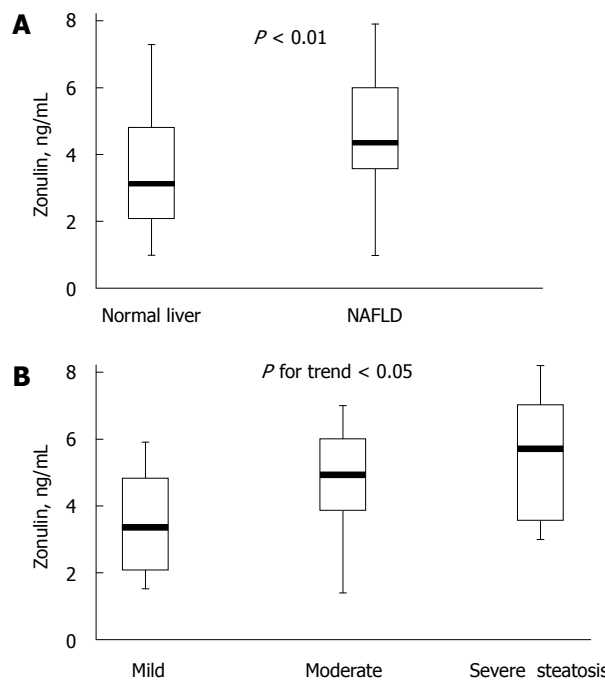 A
P < 0.01
Zonulin, ng/mL
8
6
4
2
0
Normal liver NAFLD
B
P for trend < 0.05
Zonulin, ng/mL
8
6
4
2
0
Mild Moderate Severe steatosis